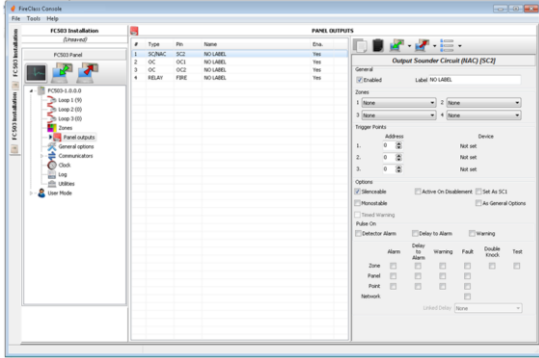 FireClass Console
File Tools Help
FC503 Installation
(Unsaved)
FC503 Panel
FC503-1.0.0.0
Loop 1 (9)
Loop 2 (0)
Loop 3 (0)
Zones
Panel outputs
General options
Communicators
Clock
Log
Utilities
User Mode
FC503 Installation
FC503 Installation
PANEL OUTPUTS
# Type Pin Name Ena.
1 SC/NAC SC2 NO LABEL Yes
2 OC OC1 NO LABEL Yes
3 OC OC2 NO LABEL Yes
4 RELAY FIRE NO LABEL Yes
Output Sounder Circuit (NAC) [SC2]
General
Enabled Label NO LABEL
Zones
1 None 2 None
3 None 4 None
Trigger Points
Address Device
1. 0 Not set
2. 0 Not set
3. 0 Not set
Options
Silenceable Active On Disablement Set As SC1
Monostable As General Options
Timed Warning
Pulse On
Detector Alarm Delay to Alarm Warning
Alarm Delay to Alarm Warning Fault Double Knock Test
Zone
Panel
Point
Network
Linked Delay None